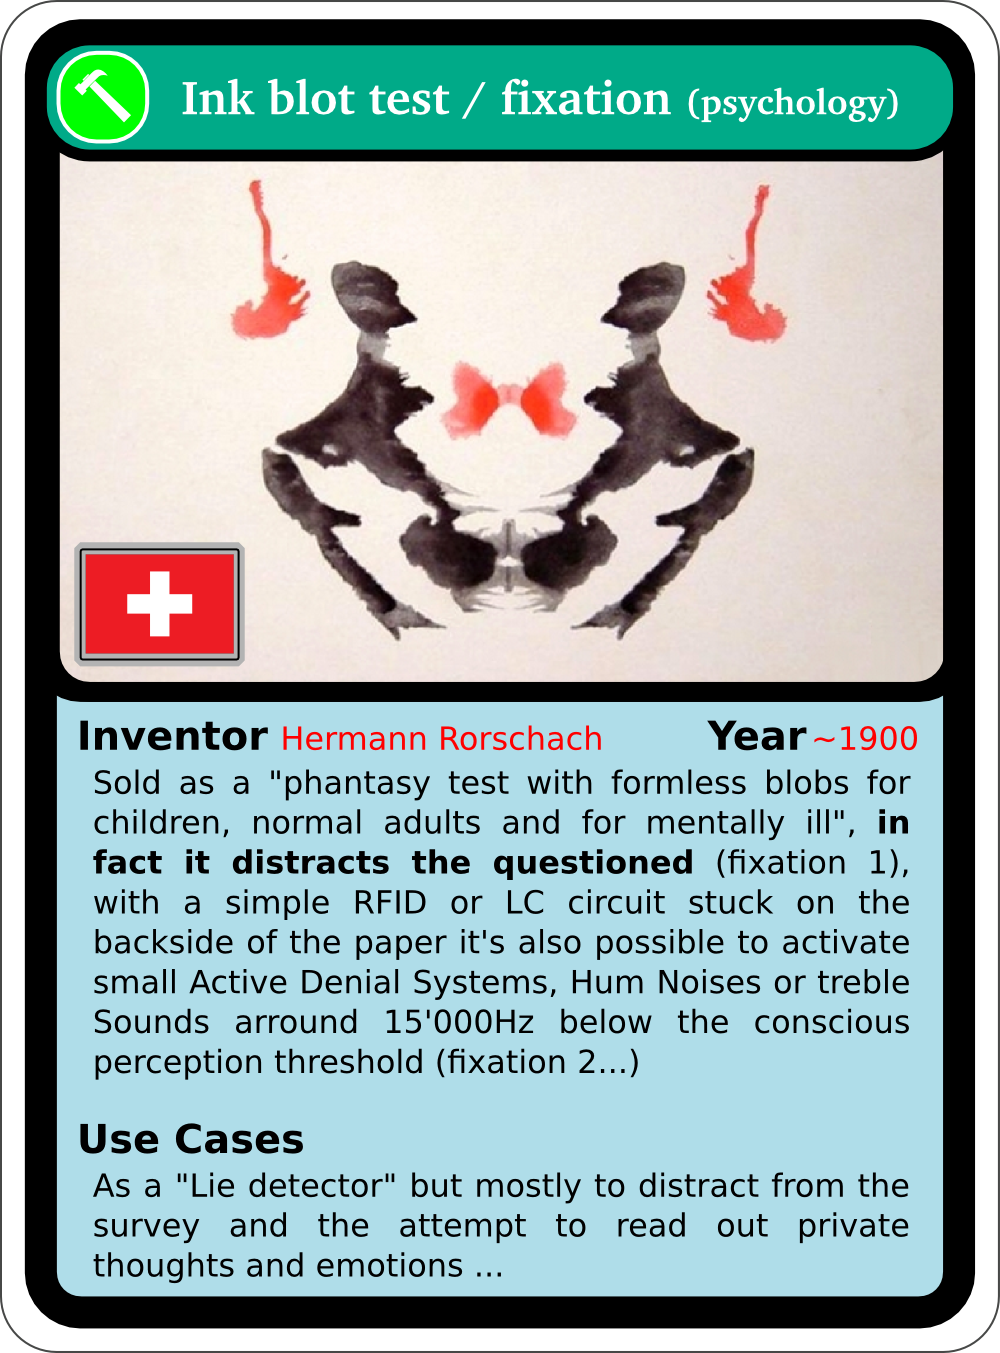 Ink blot test / fixation (psychology)
Inventor Hermann Rorschach Year ~1900
Sold as a "phantasy test with formless blobs for
children, normal adults and for mentally ill", in
fact it distracts the questioned (fixation 1),
with a simple RFID or LC circuit stuck on the
backside of the paper it's also possible to activate
small Active Denial Systems, Hum Noises or treble
Sounds arround 15'000Hz below the conscious
perception threshold (fixation 2...)
Use Cases
As a "Lie detector" but mostly to distract from the
survey and the attempt to read out private
thoughts and emotions ...